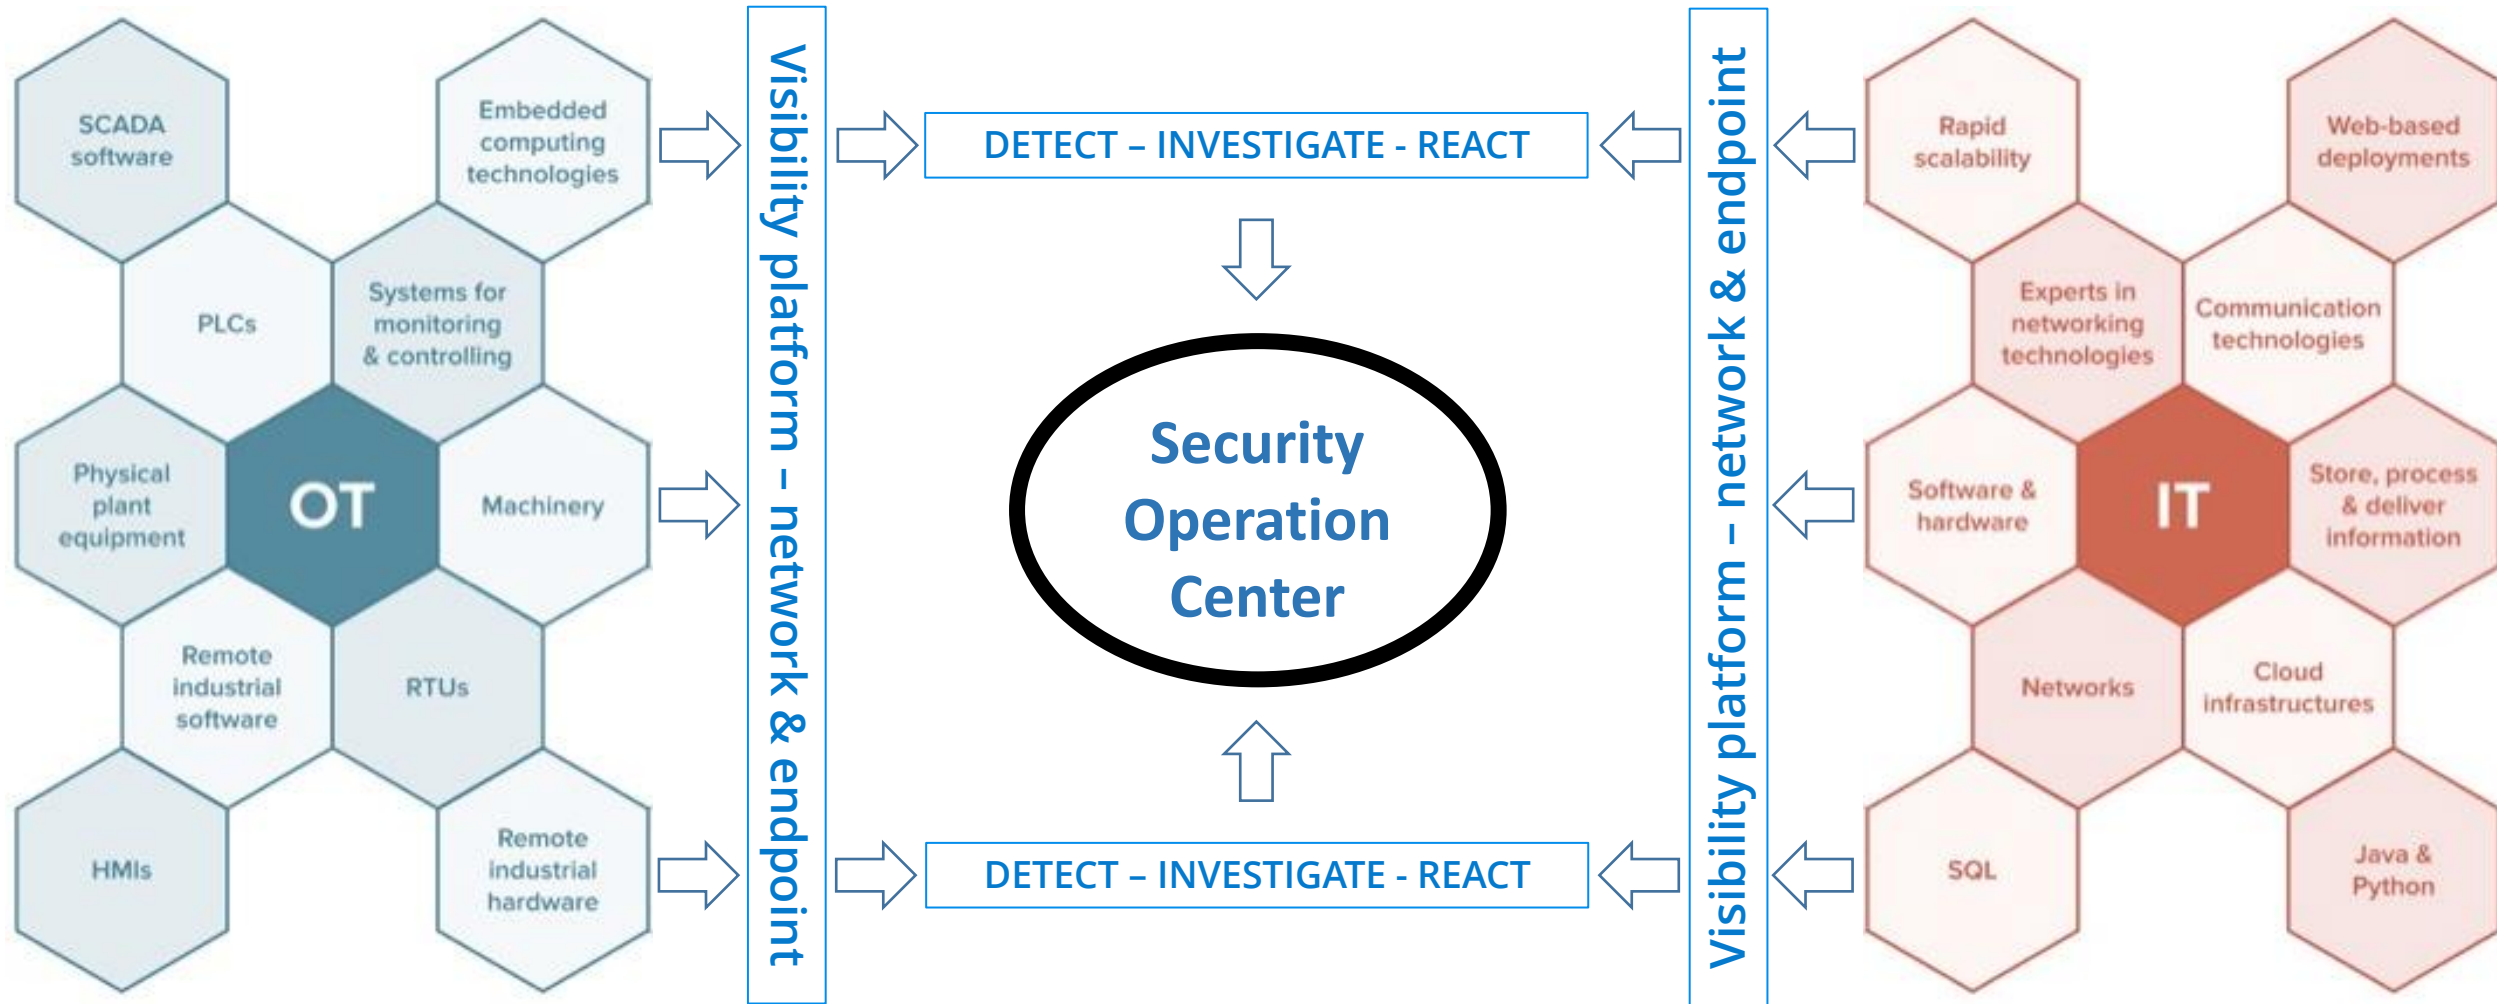 SCADA
software
Embedded
computing
technologies
PLCs
Systems for
monitoring
& controlling
Physical
plant
equipment
OT
Machinery
Remote
industrial
software
RTUs
HMIs
Remote
industrial
hardware
Visibility platform – network & endpoint
DETECT – INVESTIGATE - REACT
Security
Operation
Center
DETECT – INVESTIGATE - REACT
Visibility platform – network & endpoint
Rapid
scalability
Web-based
deployments
Experts in
networking
technologies
Communication
technologies
Software &
hardware
IT
Store, process
& deliver
information
Networks
Cloud
infrastructures
SQL
Java &
Python